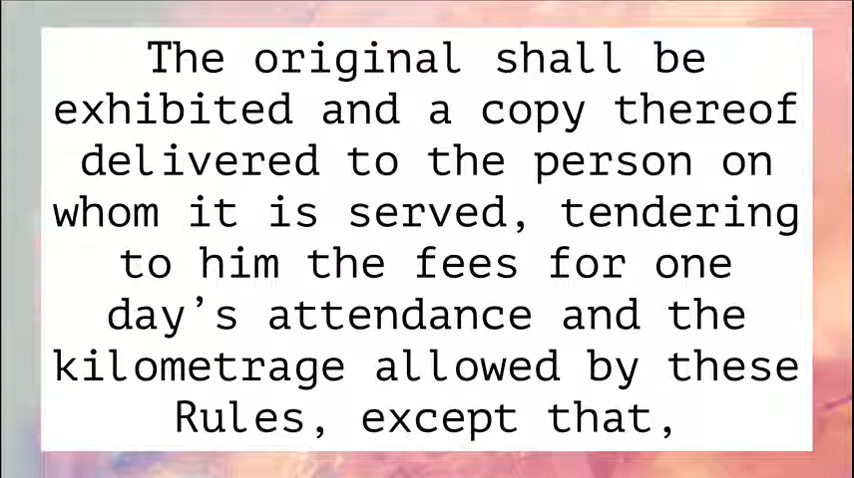 The original shall be
exhibited and a copy thereof
delivered to the person on
whom it is served, tendering
to him the fees for one
day’s attendance and the
kilometrage allowed by these
Rules, except that,